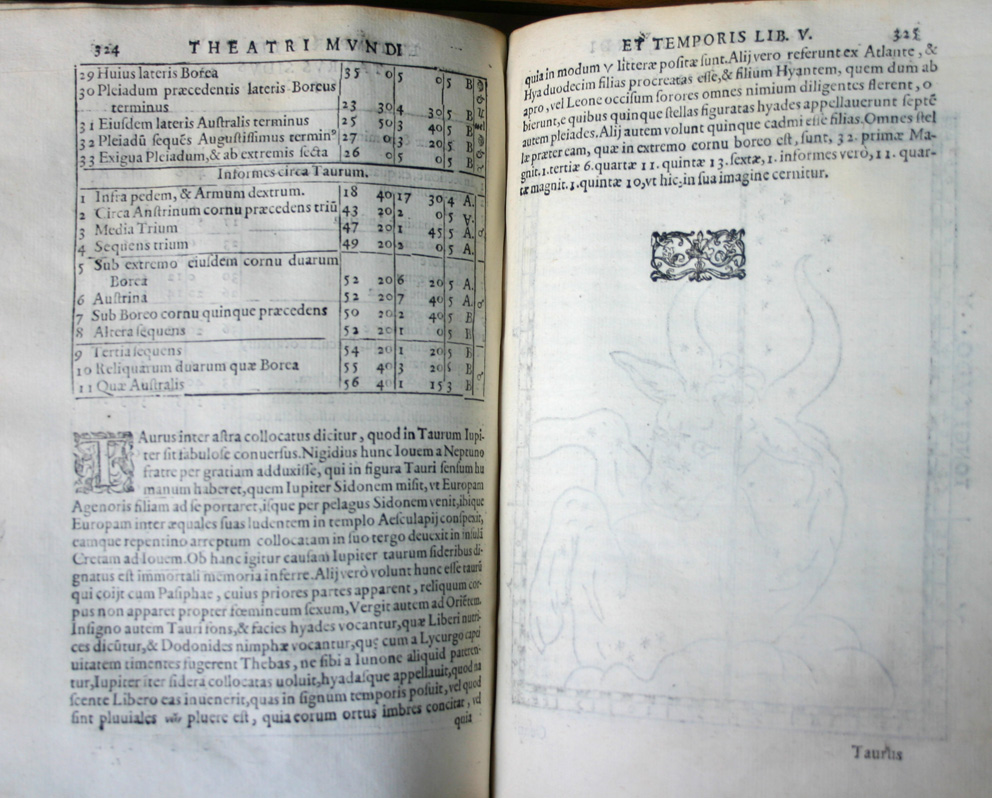 324 THEATRI MVNDI
29 Huius lateris Borea 35 0 5 0 5 B
30 Pleiadum præcedentis lateris Boreus
terminus 23 30 4 30 5 B
31 Eiusdem lateris Australis terminus 25 50 3 40 5 B
32 Pleiadū sequēs Augustissimus termin⁹ 27 0 3 20 5 B
33 Exigua Pleiadum, & ab extremis secta 26 0 5 0 5 B
Informes circa Taurum.
1 Infra pedem, & Armum dextrum. 18 40 17 30 4 A.
2 Circa Anstrinum cornu præcedens triū 43 20 2 0 5 A.
3 Media Trium 47 20 1 45 5 A.
4 Sequens trium 49 20 2 0 5 A.
5 Sub extremo eiusdem cornu duarum
Borea 52 20 6 20 5 A.
6 Austrina 52 20 7 40 5 A. ♂
7 Sub Boreo cornu quinque præcedens 50 20 2 40 5 B
8 Altera sequens 52 20 1 0 5 B
9 Tertia sequens 54 20 1 20 5 B
10 Reliquarum duarum quæ Borea 55 40 3 20 6 B
11 Quæ Australis 56 40 1 15 3 B
TAurus inter astra collocatus dicitur, quod in Taurum Iupi-
ter sit fabulose conuersus. Nigidius hunc Iouem a Neptuno
fratre per gratiam adduxisse, qui in figura Tauri sensum hu
manum haberet, quem Iupiter Sidonem misit, vt Europam
Agenoris filiam ad se portaret, isque per pelagus Sidonem venit, ibique
Europam inter æquales suas ludentem in templo Aesculapij conspexit,
eamque repentino arreptum collocatam in suo tergo deuexit in insulā
Cretam ad Iouem. Ob hanc igitur causam Iupiter taurum sideribus di-
gnatus est immortali memoria inferre. Alij verò volunt hunc esse taurū
qui coijt cum Pasiphae, cuius priores partes apparent, reliquum cor-
pus non apparet propter fœmineum sexum, Vergit autem ad Oriētem.
Insigno autem Tauri fons, & facies hyades vocantur, quæ Liberi nutri-
ces dicūtur, & Dodonides nimphæ vocantur, quę cum a Lycurgo capti
uitatem timentes fugerent Thebas, ne sibi a Iunone aliquid pateren-
tur, Iupiter iter sidera collocatas uoluit, hyadasque appellauit, quod na
scente Libero eas inuenerit, quas in signum temporis posuit, vel quod
sint pluuiales pluere est, quia eorum ortus imbres concitat, vel
quia
ET TEMPORIS LIB. V. 325
quia in modum γ litteræ positæ sunt. Alij vero referunt ex Atlante, &
Hya duodecim filias procreatas esse, & filium Hyantem, quem dum ab
apro, vel Leone occisum sorores omnes nimium diligentes flerent, o
bierunt, e quibus quinque stellas figuratas hyades appellauerunt septē
autem pleiades. Alij autem volunt quinque cadmi esse filias. Omnes stel
læ præter eam, quæ in extremo cornu boreo est, sunt, 32. primæ Ma-
gnit. 1. tertiæ 6. quartæ 11. quintæ 13. sextæ, 1. informes verò, 11. quar-
tæ magnit. 1. quintæ 10, vt hic in sua imagine cernitur.
Taurus